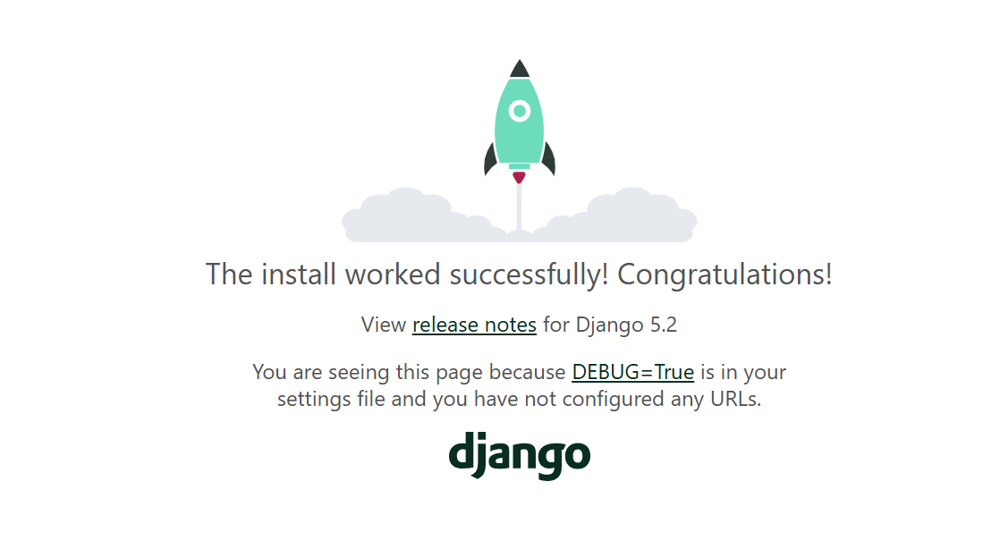 The install worked successfully! Congratulations!
View release notes for Django 5.2
You are seeing this page because DEBUG=True is in your
settings file and you have not configured any URLs.
django